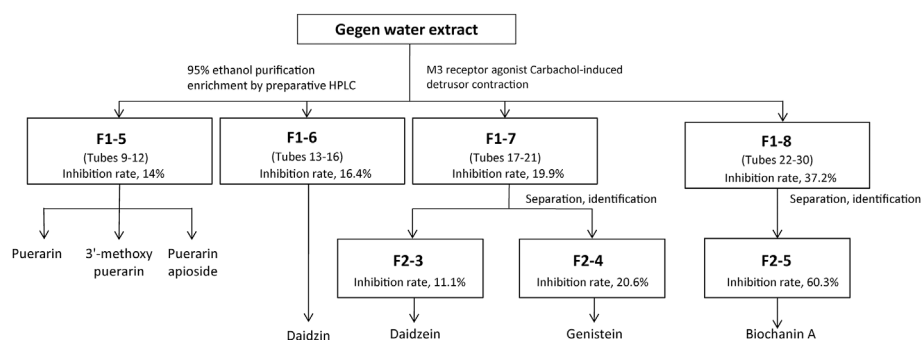 Gegen water extract
95% ethanol purification
enrichment by preparative HPLC
M3 receptor agonist Carbachol-induced
detrusor contraction
F1-5
(Tubes 9-12)
Inhibition rate, 14%
F1-6
(Tubes 13-16)
Inhibition rate, 16.4%
F1-7
(Tubes 17-21)
Inhibition rate, 19.9%
F1-8
(Tubes 22-30)
Inhibition rate, 37.2%
Separation, identification
Separation, identification
Puerarin
3'-methoxy
puerarin
Puerarin
apioside
F2-3
Inhibition rate, 11.1%
F2-4
Inhibition rate, 20.6%
F2-5
Inhibition rate, 60.3%
Daidzin
Daidzein
Genistein
Biochanin A